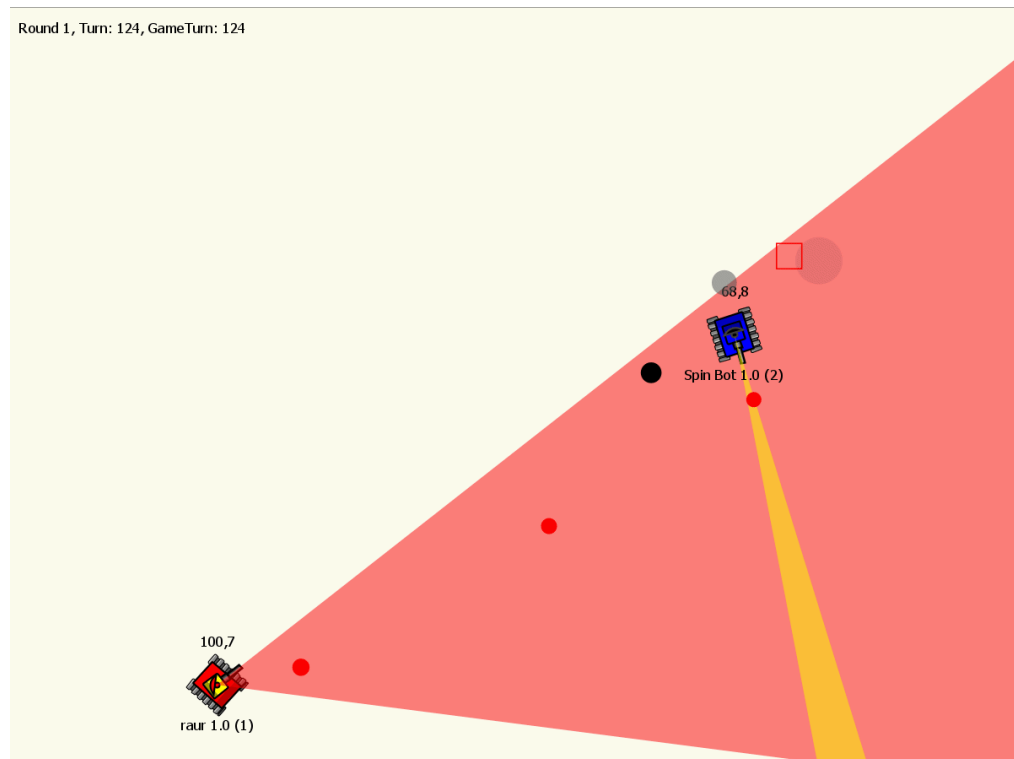 Round 1, Turn: 124, GameTurn: 124
68,8
Spin Bot 1.0 (2)
100,7
raur 1.0 (1)